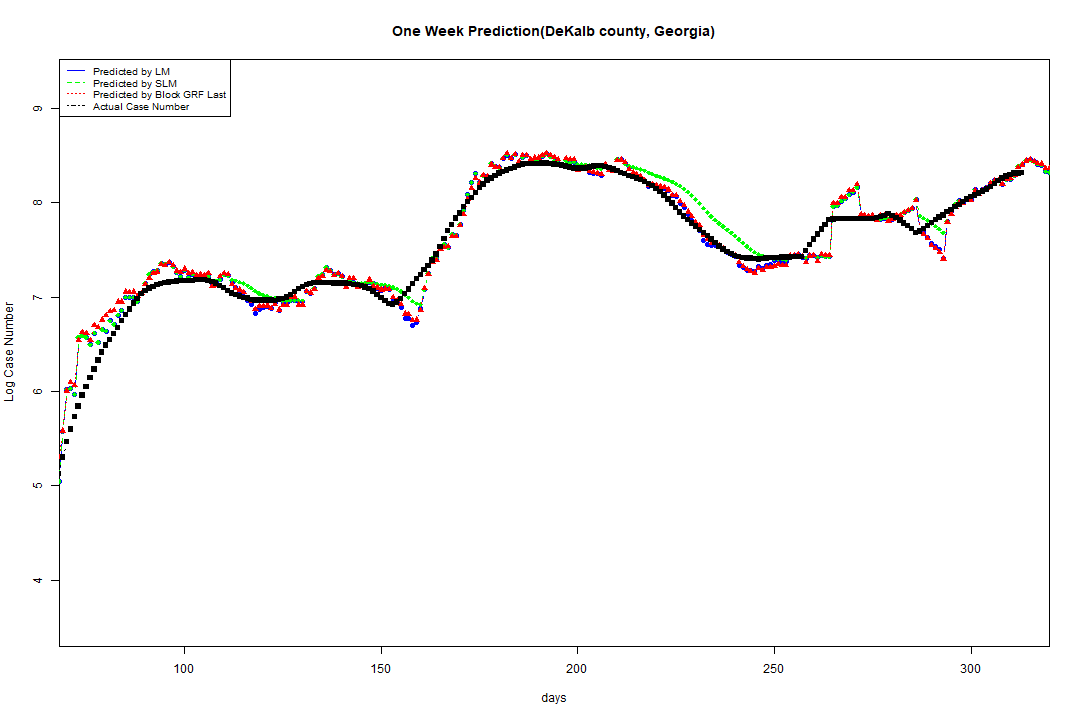 One Week Prediction(DeKalb county, Georgia)
Predicted by LM
Predicted by SLM
Predicted by Block GRF Last
Actual Case Number
9
8
7
6
5
4
Log Case Number
100 150 200 250 300
days